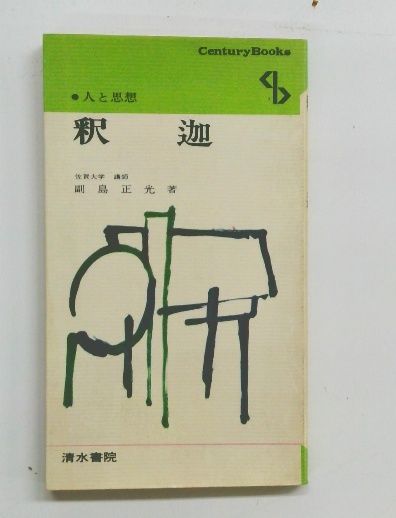 CenturyBooks
●人と思想
釈迦
佐賀大学 講師
副島正光著
清水書院